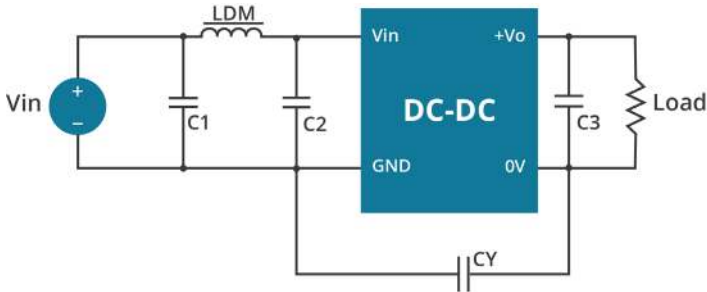 LDM
Vin
+Vo
Vin
+
−
C1
C2
DC-DC
C3
Load
GND
0V
CY